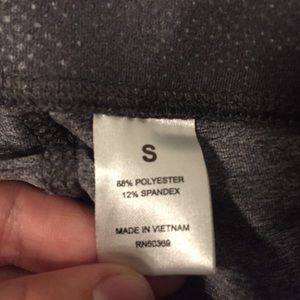 S
88% POLYESTER
12% SPANDEX
MADE IN VIETNAM
RN60369